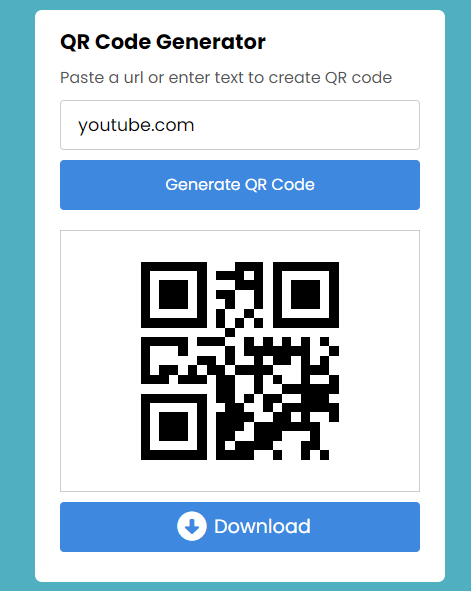 QR Code Generator
Paste a url or enter text to create QR code
youtube.com
Generate QR Code
Download